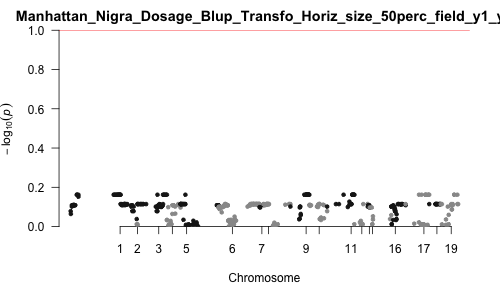 Manhattan_Nigra_Dosage_Blup_Transfo_Horiz_size_50perc_field_y1_y
1.0
0.8
0.6
0.4
0.2
0.0
− log10(p)
1 2 3 5 6 7 9 11 16 17 19
Chromosome